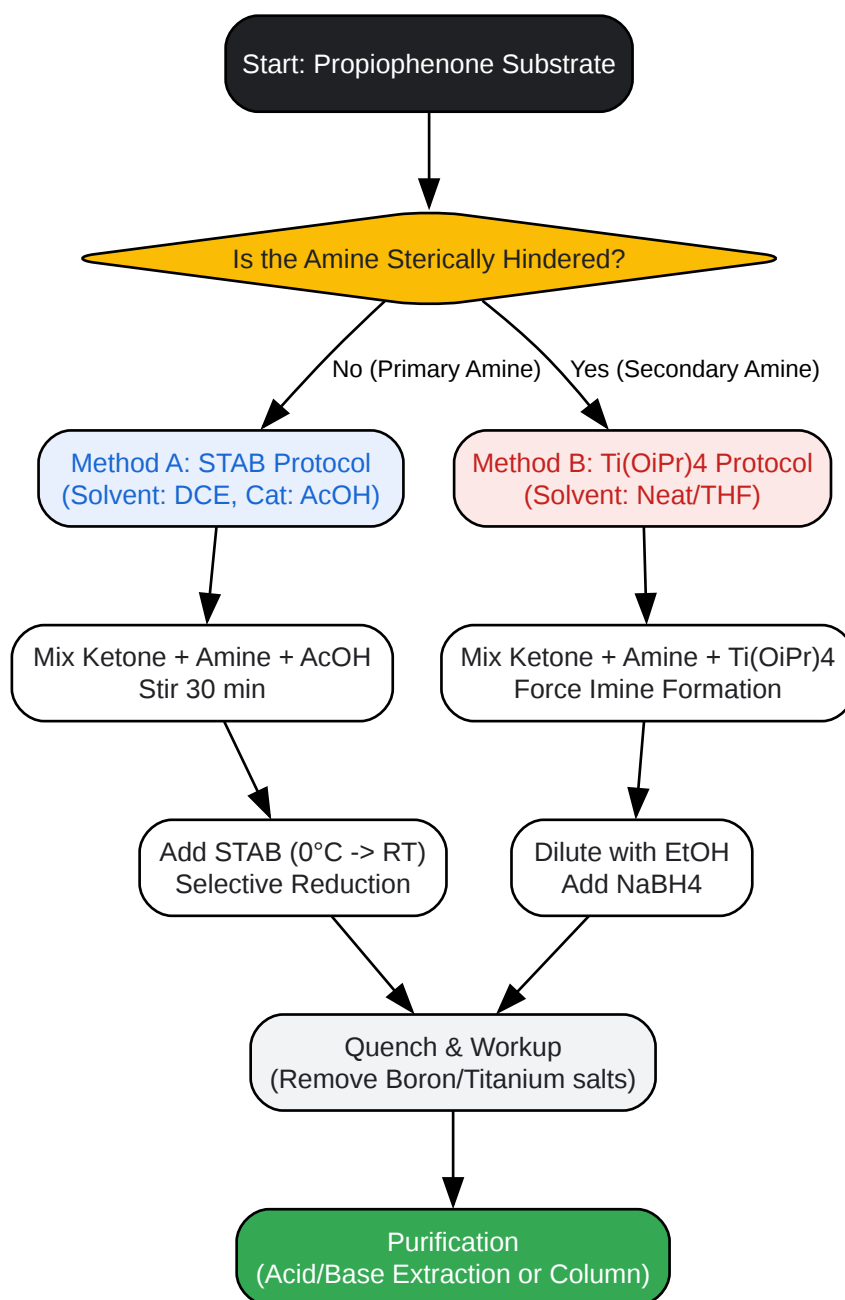 Start: Propiophenone Substrate
Is the Amine Sterically Hindered?
No (Primary Amine)
Yes (Secondary Amine)
Method A: STAB Protocol
(Solvent: DCE, Cat: AcOH)
Method B: Ti(OiPr)4 Protocol
(Solvent: Neat/THF)
Mix Ketone + Amine + AcOH
Stir 30 min
Mix Ketone + Amine + Ti(OiPr)4
Force Imine Formation
Add STAB (0°C -> RT)
Selective Reduction
Dilute with EtOH
Add NaBH4
Quench & Workup
(Remove Boron/Titanium salts)
Purification
(Acid/Base Extraction or Column)